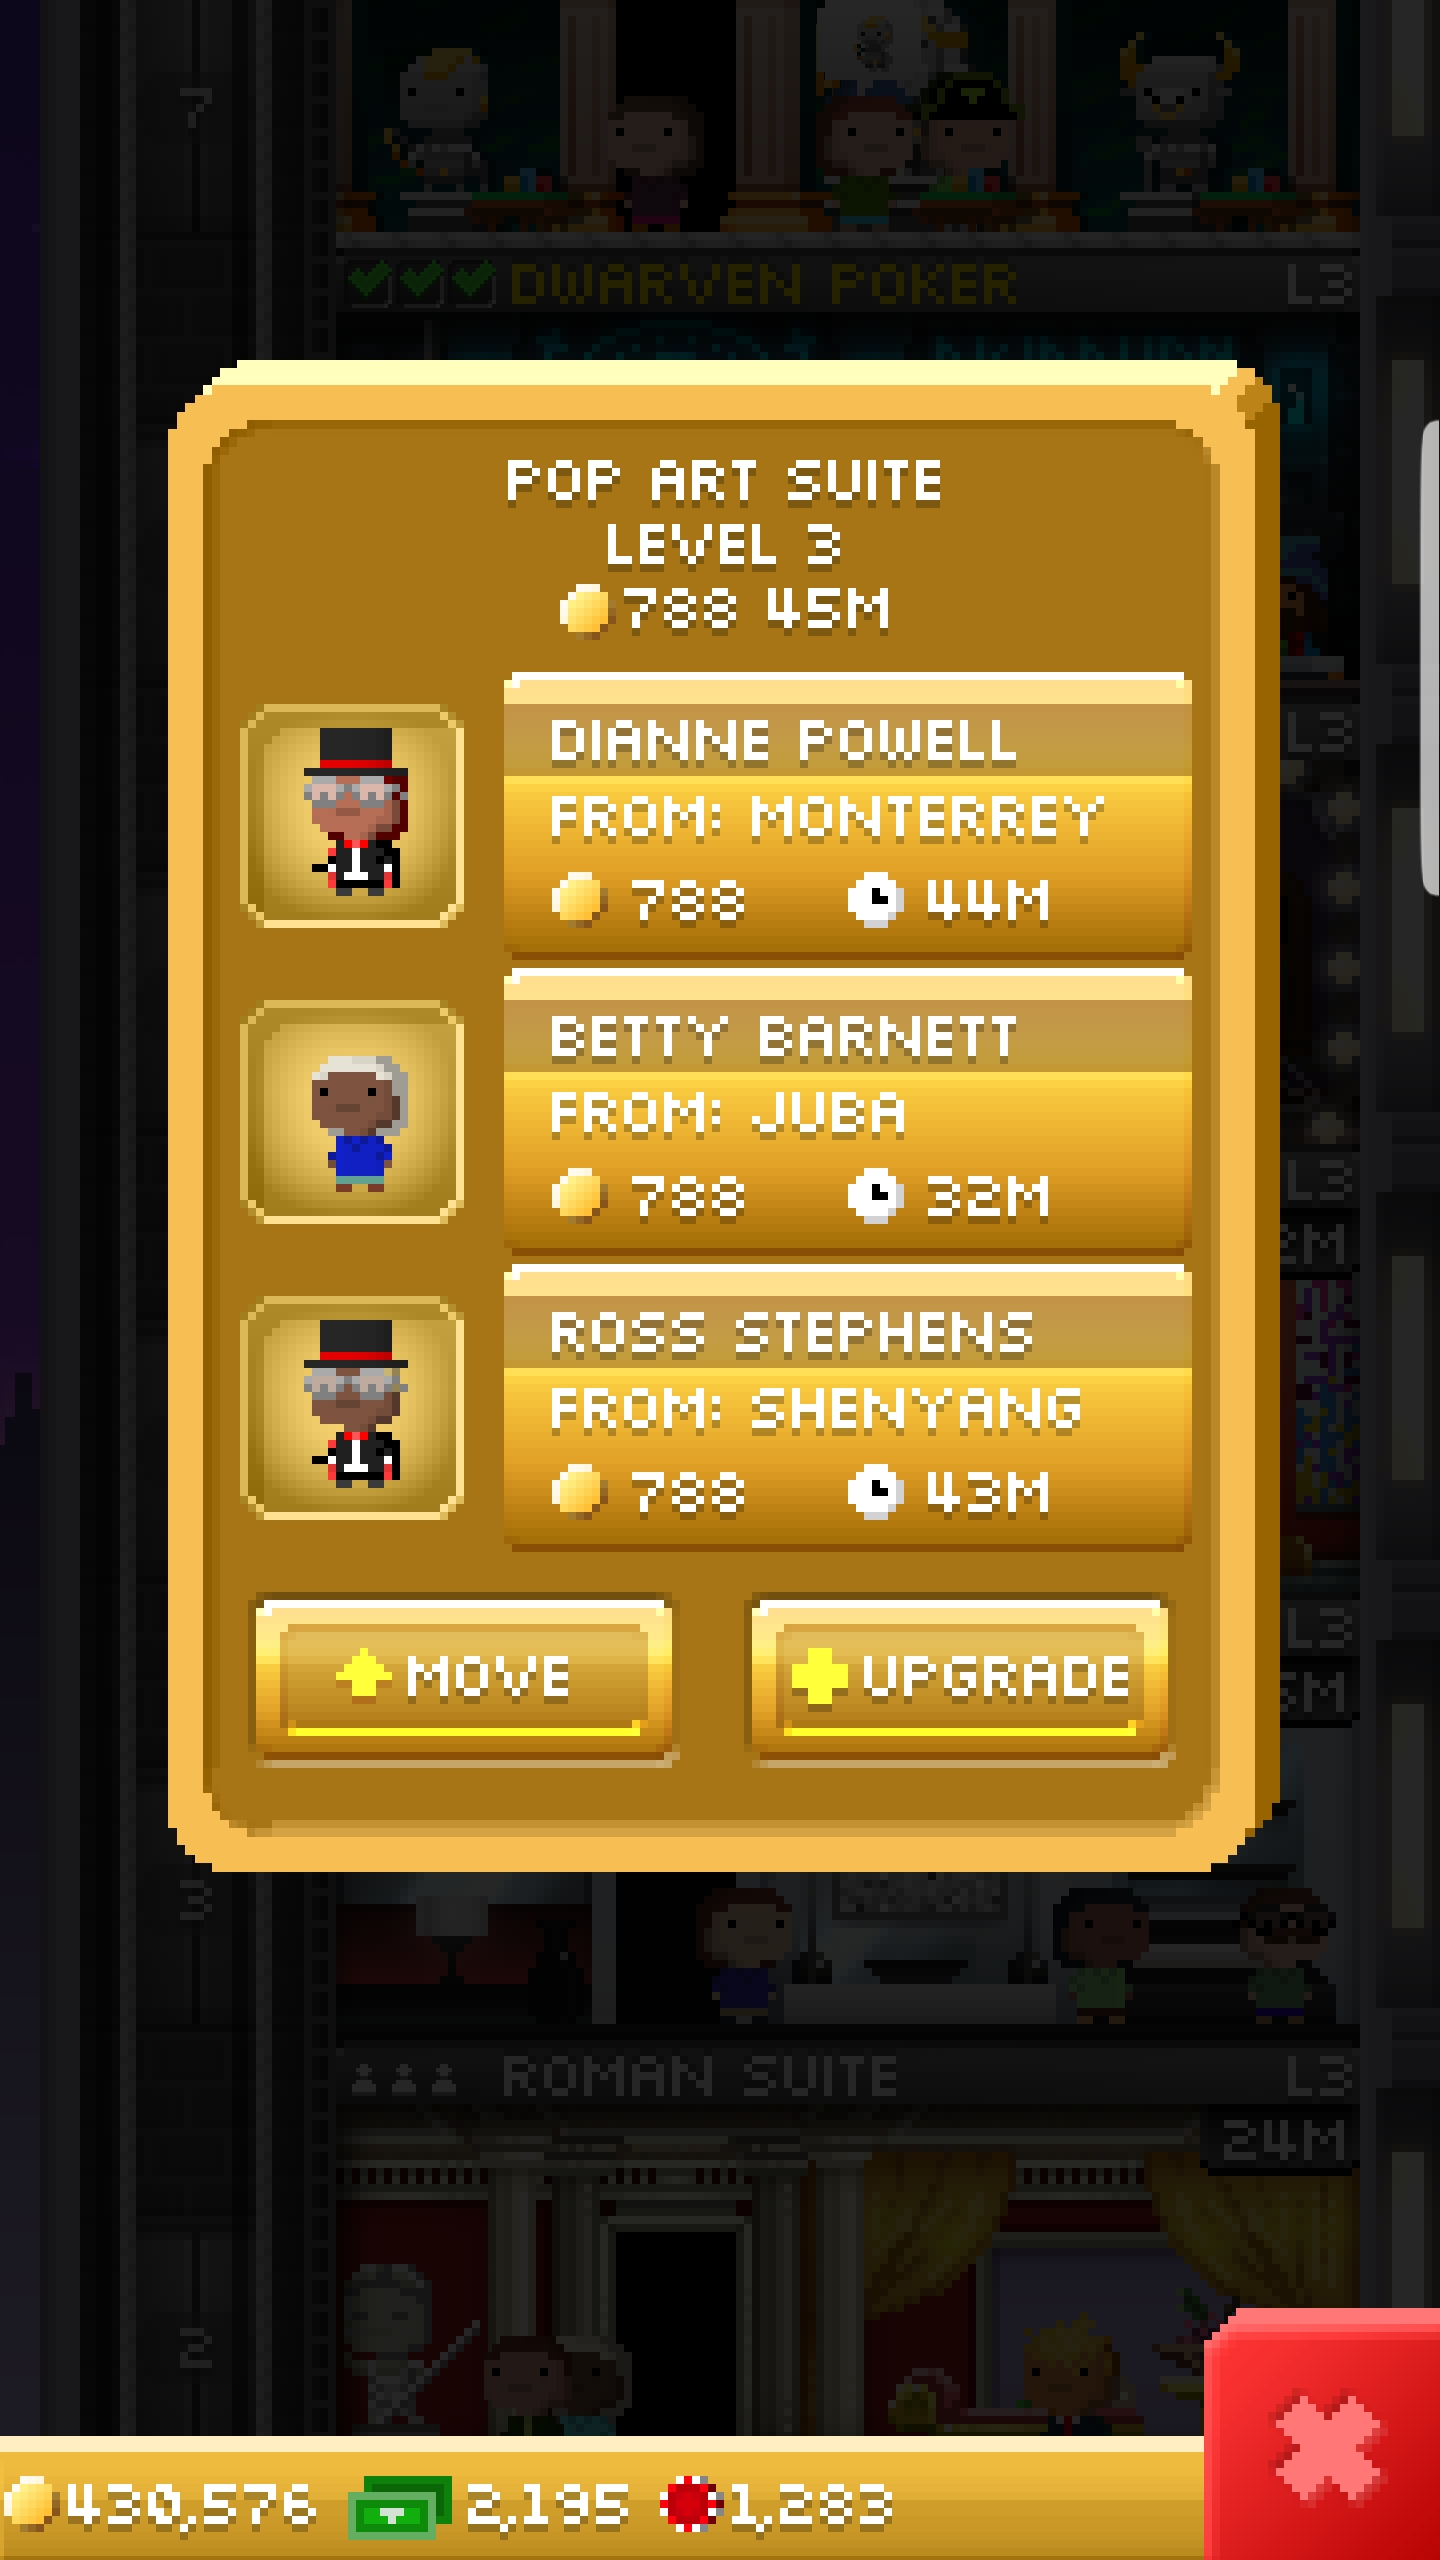 7
DWARVEN POKER L3
POP ART SUITE
LEVEL 3
788 45M
L3
DIANNE POWELL
FROM: MONTERREY
788 44M
BETTY BARNETT
FROM: JUBA
L3
788 32M
ROSS STEPHENS
FROM: SHENYANG
788 43M
L3
MOVE UPGRADE
3
ROMAN SUITE L3
24M
2
430,576 2,195 1,283